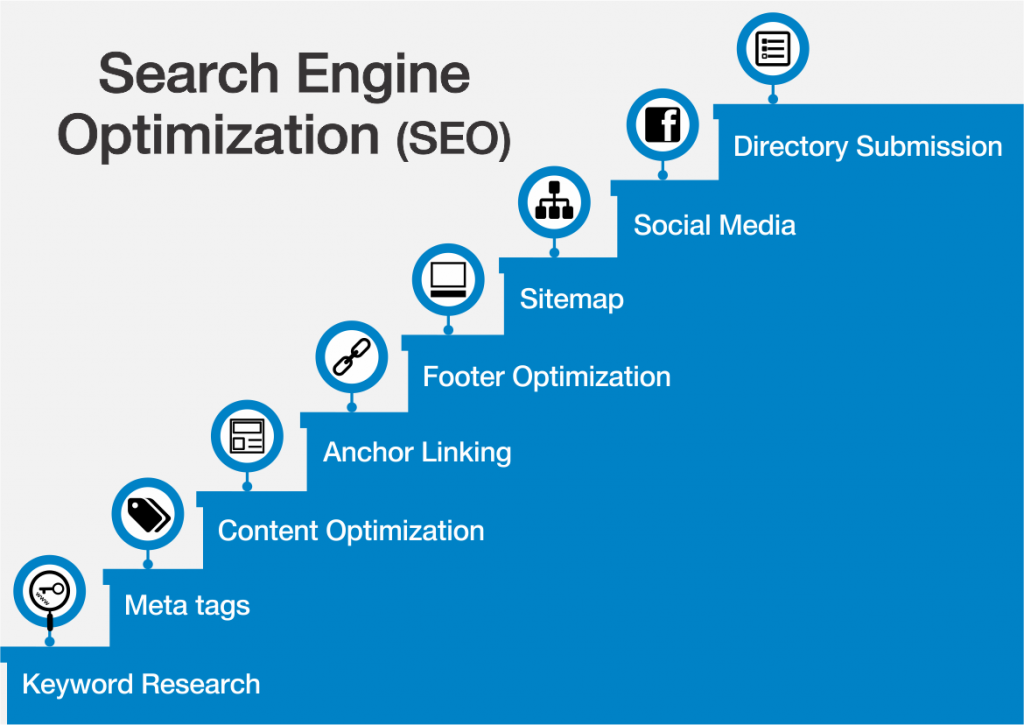 Search Engine
Optimization (SEO)
Directory Submission
Social Media
Sitemap
Footer Optimization
Anchor Linking
Content Optimization
Meta tags
Keyword Research
www
f